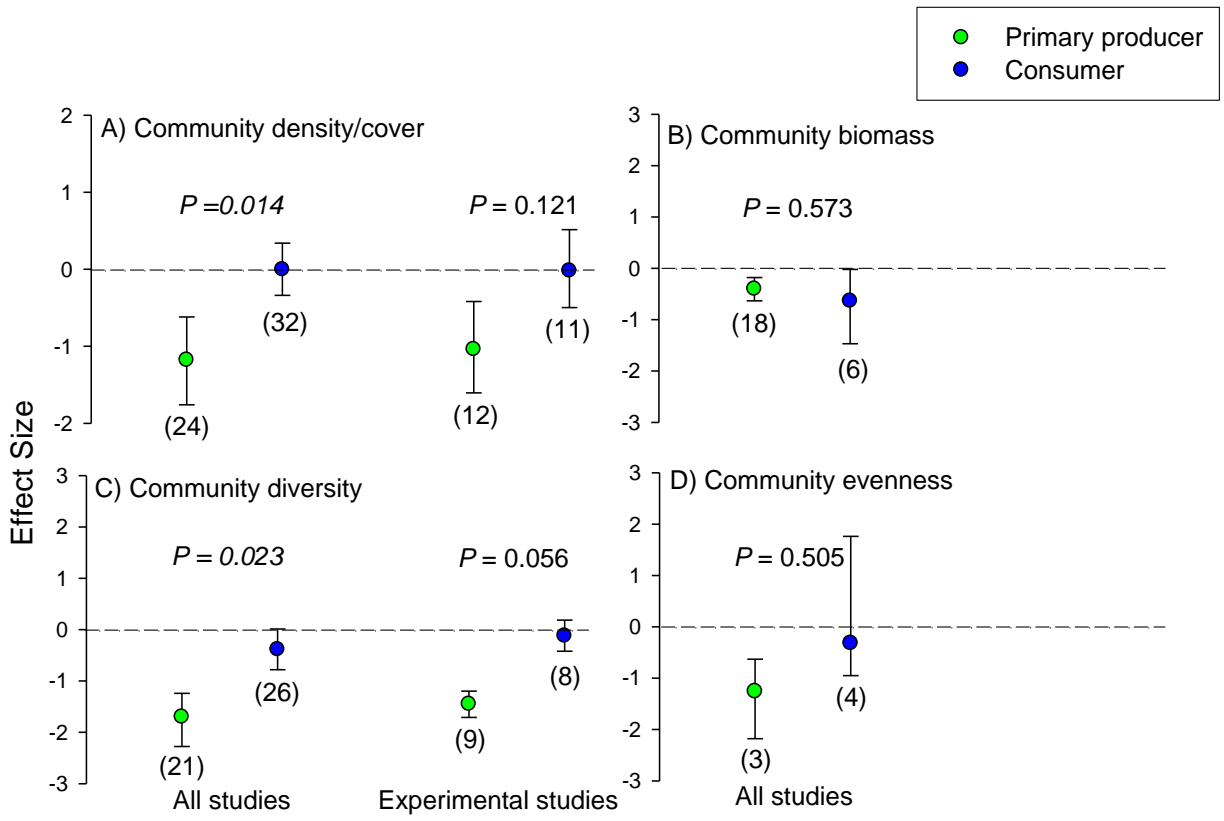 Primary producer
Consumer
Effect Size
A) Community density/cover
2
1
0
-1
-2
P =0.014
P = 0.121
(24)
(32)
(12)
(11)
B) Community biomass
3
2
1
0
-1
-2
-3
P = 0.573
(18)
(6)
C) Community diversity
3
2
1
0
-1
-2
-3
P = 0.023
P = 0.056
(21)
(26)
(9)
(8)
All studies
Experimental studies
D) Community evenness
3
2
1
0
-1
-2
-3
P = 0.505
(3)
(4)
All studies